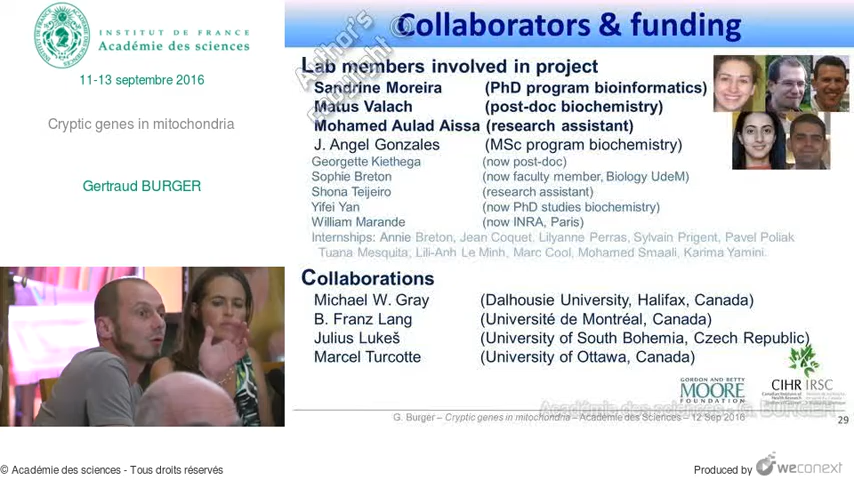 INSTITUT DE FRANCE
Académie des sciences
11-13 septembre 2016
Cryptic genes in mitochondria
Gertraud BURGER
Author's Copyright ©
Collaborators & funding
Lab members involved in project
Sandrine Moreira (PhD program bioinformatics)
Matus Valach (post-doc biochemistry)
Mohamed Aulad Aissa (research assistant)
J. Angel Gonzales (MSc program biochemistry)
Georgette Kiethega (now post-doc)
Sophie Breton (now faculty member, Biology UdeM)
Shona Teijeiro (research assistant)
Yifei Yan (now PhD studies biochemistry)
William Marande (now INRA, Paris)
Internships: Annie Breton, Jean Coquet, Lilyanne Perras, Sylvain Prigent, Pavel Poliak
Tuana Mesquita, Lili-Anh Le Minh, Marc Cool, Mohamed Smaali, Karima Yamini.
Collaborations
Michael W. Gray (Dalhousie University, Halifax, Canada)
B. Franz Lang (Université de Montréal, Canada)
Julius Lukeš (University of South Bohemia, Czech Republic)
Marcel Turcotte (University of Ottawa, Canada)
GORDON AND BETTY
MOORE
FOUNDATION
CIHR IRSC
Académie des sciences - G. BURGER
G. Burger – Cryptic genes in mitochondria – Académie des Sciences – 12 Sep 2016
29
© Académie des sciences - Tous droits réservés
Produced by weconext